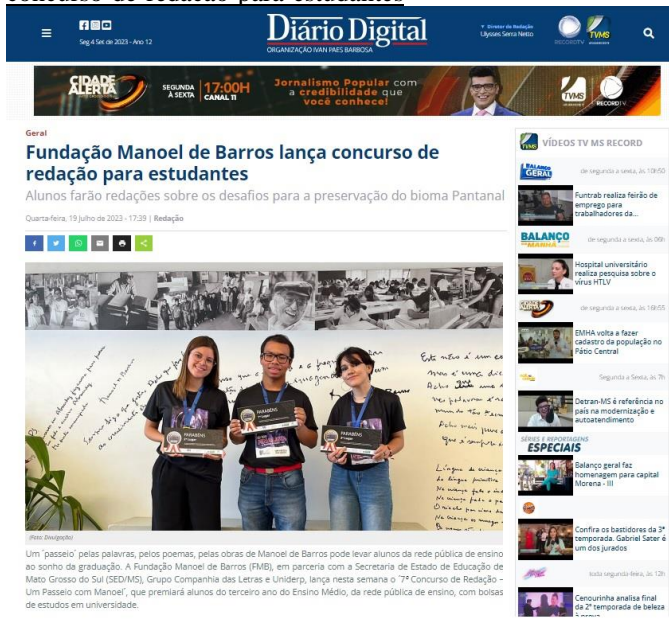 concurso de redação para estudantes
Seg 4 Set de 2023 - Ano 12
Diário Digital
ORGANIZAÇÃO IVAN PAES BARBOSA
Diretor de Redação
Ulysses Serra Netto
RECORDTV
TVMS
CIDADE ALERTA
SEGUNDA À SEXTA
17:00H
CANAL 11
Jornalismo Popular com
a credibilidade que
você conhece!
TVMS
RECORDTV
Geral
Fundação Manoel de Barros lança concurso de
redação para estudantes
Alunos farão redações sobre os desafios para a preservação do bioma Pantanal
Quarta-feira, 19 Julho de 2023 - 17:39 | Redação
PARABÉNS
PARABÉNS
PARABÉNS
(Foto: Divulgação)
Um ´passeio´ pelas palavras, pelos poemas, pelas obras de Manoel de Barros pode levar alunos da rede pública de ensino
ao sonho da graduação. A Fundação Manoel de Barros (FMB), em parceria com a Secretaria de Estado de Educação de
Mato Grosso do Sul (SED/MS), Grupo Companhia das Letras e Uniderp, lança nesta semana o ´7º Concurso de Redação –
Um Passeio com Manoel´, que premiará alunos do terceiro ano do Ensino Médio, da rede pública de ensino, com bolsas
de estudos em universidade.
VÍDEOS TV MS RECORD
BALANÇO GERAL
de segunda a sexta, às 10h50
Funtrab realiza feirão de
emprego para
trabalhadores da...
BALANÇO
de segunda a sexta, às 06h
Hospital universitário
realiza pesquisa sobre o
vírus HTLV
de segunda a sexta, às 16h55
EMHA volta a fazer
cadastro da população no
Pátio Central
Segunda a Sexta, às 7h
Detran-MS é referência no
país na modernização e
autoatendimento
SÉRIES E REPORTAGENS
ESPECIAIS
Balanço geral faz
homenagem para capital
Morena - III
Confira os bastidores da 3ª
temporada. Gabriel Sater é
um dos jurados
toda segunda-feira, às 12h
Cenourinha analisa final
da 2ª temporada de beleza
à prova